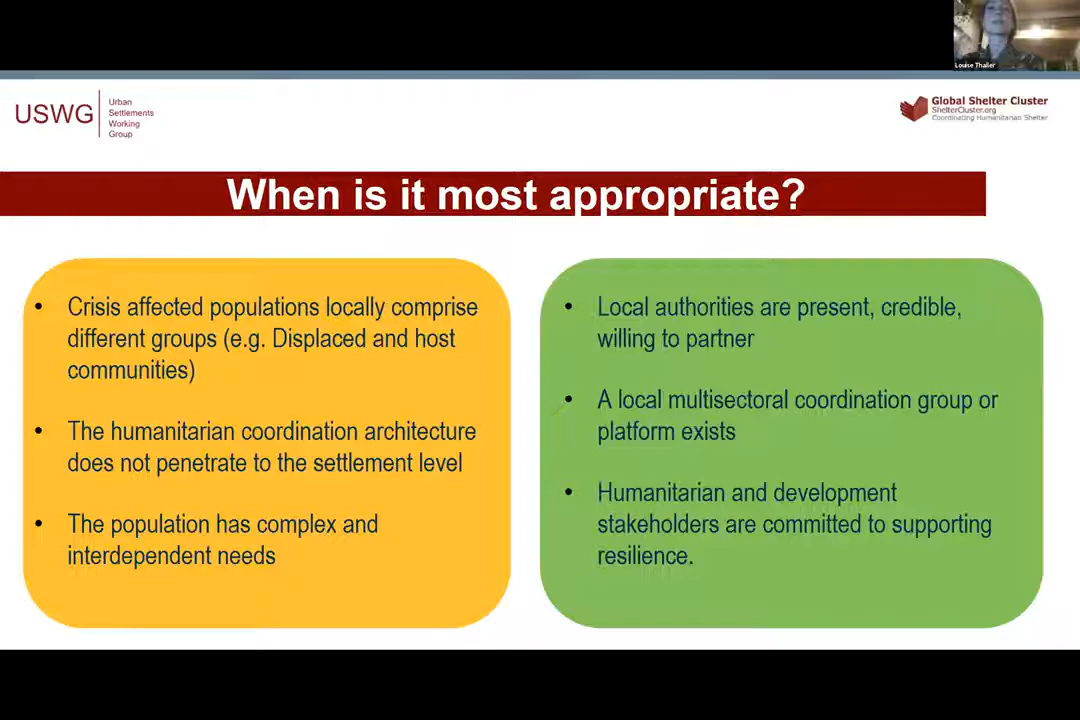 Louise Thaller
USWG
Urban
Settlements
Working
Group
Global Shelter Cluster
ShelterCluster.org
Coordinating Humanitarian Shelter
When is it most appropriate?
• Crisis affected populations locally comprise
different groups (e.g. Displaced and host
communities)
• The humanitarian coordination architecture
does not penetrate to the settlement level
• The population has complex and
interdependent needs
• Local authorities are present, credible,
willing to partner
• A local multisectoral coordination group or
platform exists
• Humanitarian and development
stakeholders are committed to supporting
resilience.